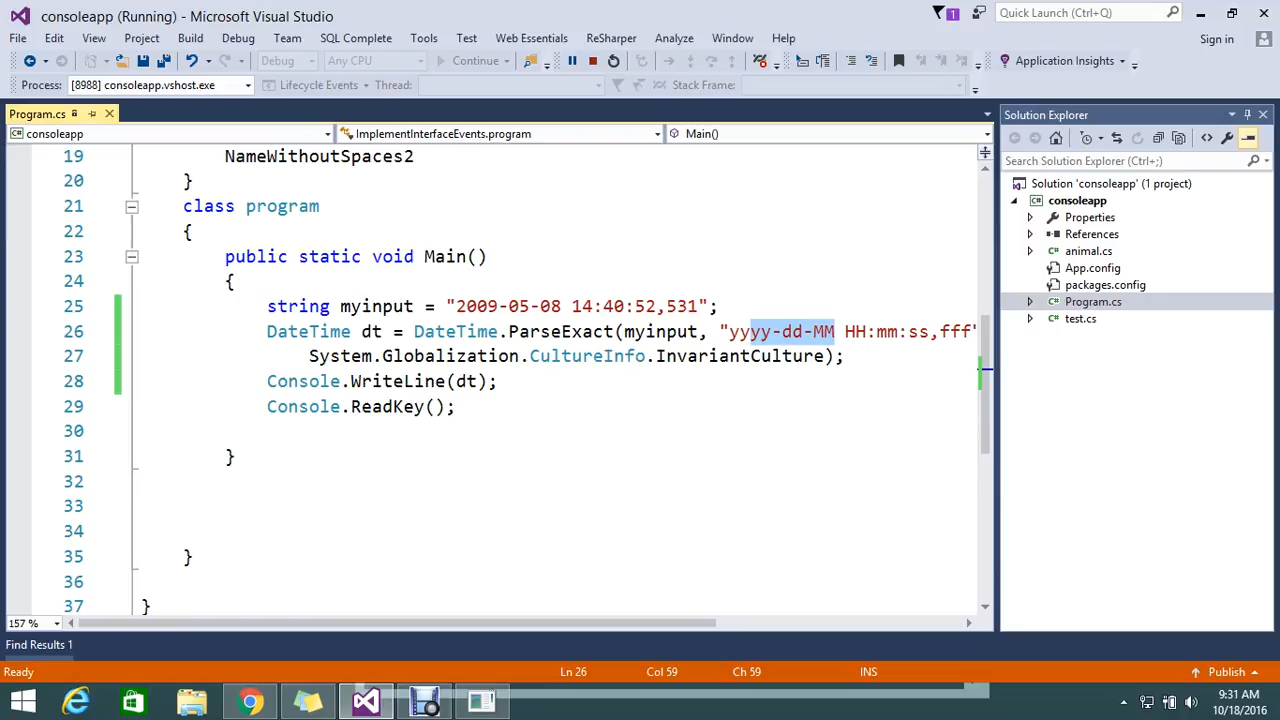 consoleapp (Running) - Microsoft Visual Studio
1
Quick Launch (Ctrl+Q)
File Edit View Project Build Debug Team SQL Complete Tools Test Web Essentials ReSharper Analyze Window Help
Sign in
Debug Any CPU Continue Application Insights
Process: [8988] consoleapp.vshost.exe Lifecycle Events Thread: Stack Frame:
Program.cs
consoleapp ImplementInterfaceEvents.program Main()
19 NameWithoutSpaces2
20 }
21 class program
22 {
23 public static void Main()
24 {
25 string myinput = "2009-05-08 14:40:52,531";
26 DateTime dt = DateTime.ParseExact(myinput, "yyyy-dd-MM HH:mm:ss,fff"
27 System.Globalization.CultureInfo.InvariantCulture);
28 Console.WriteLine(dt);
29 Console.ReadKey();
30
31 }
32
33
34
35 }
36
37 }
157 %
Find Results 1
Solution Explorer
Search Solution Explorer (Ctrl+;)
Solution 'consoleapp' (1 project)
consoleapp
Properties
References
animal.cs
App.config
packages.config
Program.cs
test.cs
Ready Ln 26 Col 59 Ch 59 INS Publish
9:31 AM
10/18/2016